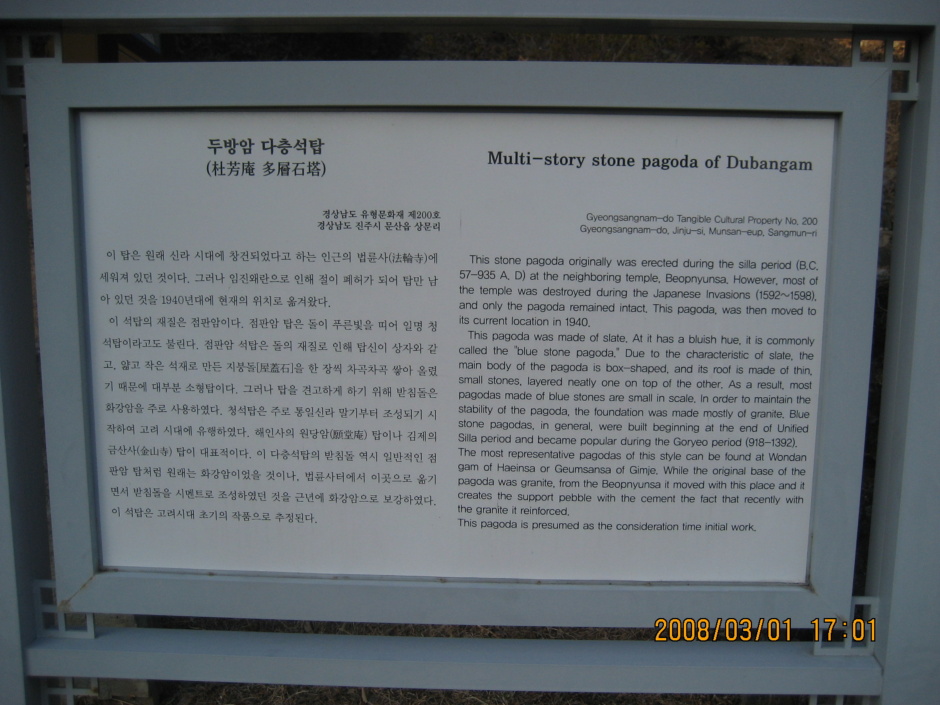 두방암 다층석탑
(杜芳庵 多層石塔)
경상남도 유형문화재 제200호
경상남도 진주시 문산읍 상문리
이 탑은 원래 신라 시대에 창건되었다고 하는 인근의 법륜사(法輪寺)에
세워져 있던 것이다. 그러나 임진왜란으로 인해 절이 폐허가 되어 탑만 남
아 있던 것을 1940년대에 현재의 위치로 옮겨왔다.
이 석탑의 재질은 점판암이다. 점판암 탑은 돌이 푸른빛을 띠어 일명 청
석탑이라고도 불린다. 점판암 석탑은 돌의 재질로 인해 탑신이 상자와 같
고, 얇고 작은 석재로 만든 지붕돌[屋蓋石]을 한 장씩 차곡차곡 쌓아 올렸
기 때문에 대부분 소형탑이다. 그러나 탑을 견고하게 하기 위해 받침돌은
화강암을 주로 사용하였다. 청석탑은 주로 통일신라 말기부터 조성되기 시
작하여 고려 시대에 유행하였다. 해인사의 원당암(願堂庵) 탑이나 김제의
금산사(金山寺) 탑이 대표적이다. 이 다층석탑의 받침돌 역시 일반적인 점
판암 탑처럼 원래는 화강암이었을 것이나, 법륜사터에서 이곳으로 옮기
면서 받침돌을 시멘트로 조성하였던 것을 근년에 화강암으로 보강하였다.
이 석탑은 고려시대 초기의 작품으로 추정된다.
Multi-story stone pagoda of Dubangam
Gyeongsangnam-do Tangible Cultural Property No. 200
Gyeongsangnam-do, Jinju-si, Munsan-eup, Sangmun-ri
This stone pagoda originally was erected during the silla period (B.C.
57-935 A. D) at the neighboring temple, Beopnyunsa. However, most of
the temple was destroyed during the Japanese Invasions (1592~1598),
and only the pagoda remained intact. This pagoda, was then moved to
its current location in 1940.
This pagoda was made of slate. At it has a bluish hue, it is commonly
called the "blue stone pagoda." Due to the characteristic of slate, the
main body of the pagoda is box-shaped, and its roof is made of thin,
small stones, layered neatly one on top of the other. As a result, most
pagodas made of blue stones are small in scale. In order to maintain the
stability of the pagoda, the foundation was made mostly of granite. Blue
stone pagodas, in general, were built beginning at the end of Unified
Silla period and became popular during the Goryeo period (918-1392).
The most representative pagodas of this style can be found at Wondan
gam of Haeinsa or Geumsansa of Gimje. While the original base of the
pagoda was granite, from the Beopnyunsa it moved with this place and it
creates the support pebble with the cement the fact that recently with
the granite it reinforced.
This pagoda is presumed as the consideration time initial work.
2008/03/01 17:01